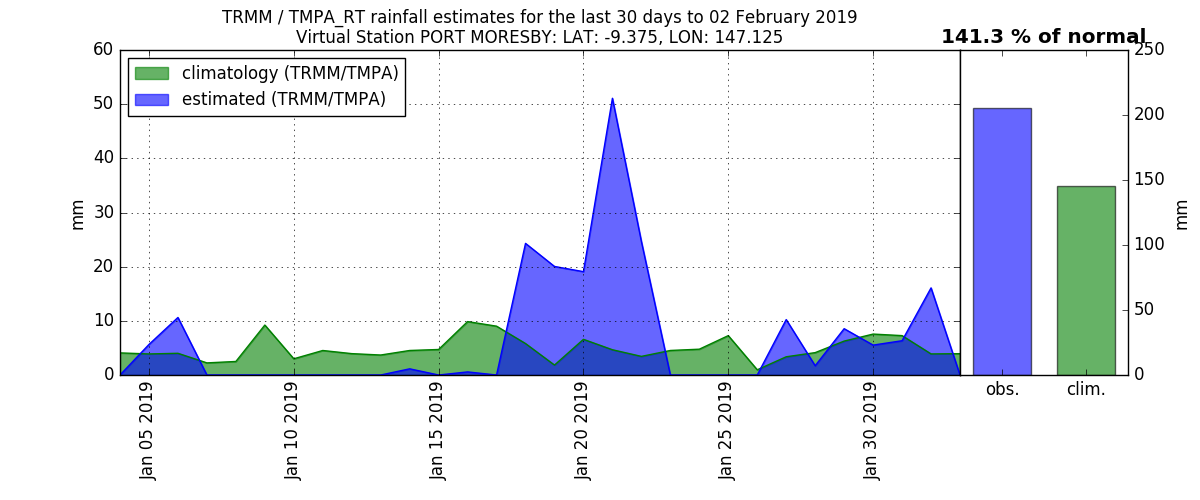 TRMM / TMPA_RT rainfall estimates for the last 30 days to 02 February 2019
Virtual Station PORT MORESBY: LAT: -9.375, LON: 147.125
141.3 % of normal
climatology (TRMM/TMPA)
estimated (TRMM/TMPA)
60
50
40
30
20
10
0
mm
Jan 05 2019
Jan 10 2019
Jan 15 2019
Jan 20 2019
Jan 25 2019
Jan 30 2019
250
200
150
100
50
0
mm
obs.
clim.